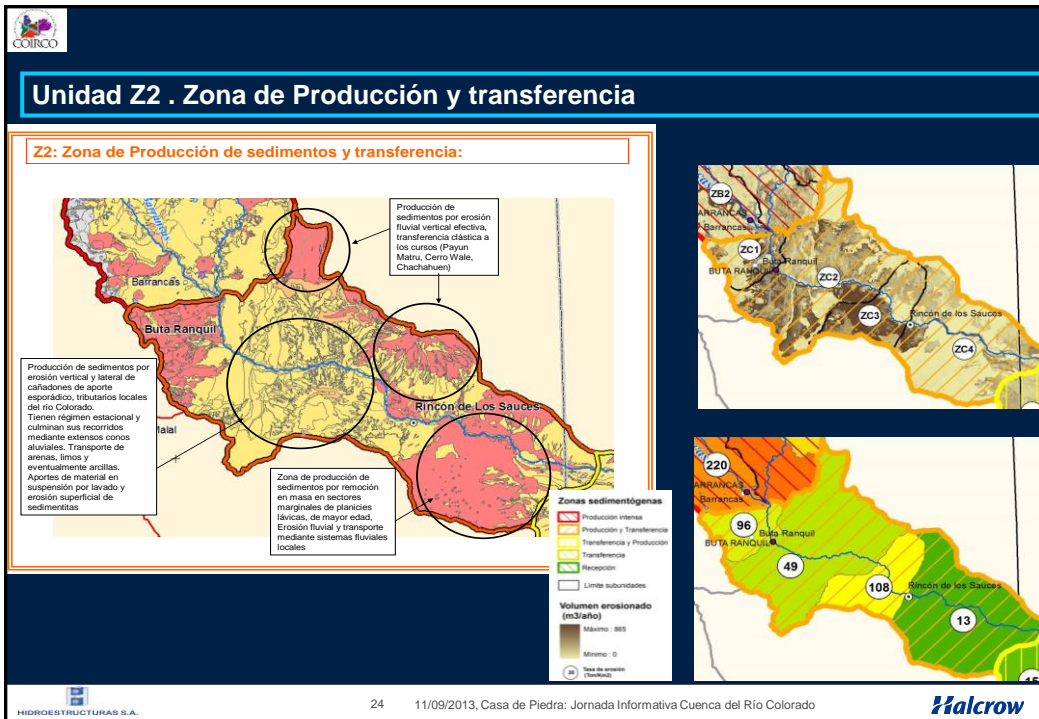 COIRCO
Unidad Z2 . Zona de Producción y transferencia
Z2: Zona de Producción de sedimentos y transferencia:
Producción de
sedimentos por erosión
fluvial vertical efectiva,
transferencia clástica a
los cursos (Payun
Matru, Cerro Wale,
Chachahuen)
Barrancas
Barrancas
Buta Ranquil
Rincón de Los Sauces
Malal
Producción de sedimentos por
erosión vertical y lateral de
cañadones de aporte
esporádico, tributarios locales
del río Colorado.
Tienen régimen estacional y
culminan sus recorridos
mediante extensos conos
aluviales. Transporte de
arenas, limos y
eventualmente arcillas.
Aportes de material en
suspensión por lavado y
erosión superficial de
sedimentitas
Zona de producción de
sedimentos por remoción
en masa en sectores
marginales de planicies
lávicas, de mayor edad,
Erosión fluvial y transporte
mediante sistemas fluviales
locales
ZB2
ARRANCAS
Barrancas
ZC1
Buta Ranquil
BUTA RANQUIL
ZC2
ZC3
Rincón de los Sauces
ZC4
220
ARRANCAS
Barrancas
96
Buta Ranquil
BUTA RANQUIL
49
108
Rincón de los Sauces
13
15
Zonas sedimentógenas
Producción intensa
Producción y Transferencia
Transferencia y Producción
Transferencia
Recepción
Límite subunidades
Volumen erosionado
(m3/año)
Máximo : 865
Mínimo : 0
Tasa de erosión
(Ton/Km2)
HIDROESTRUCTURAS S.A.
24
11/09/2013, Casa de Piedra: Jornada Informativa Cuenca del Río Colorado
Halcrow